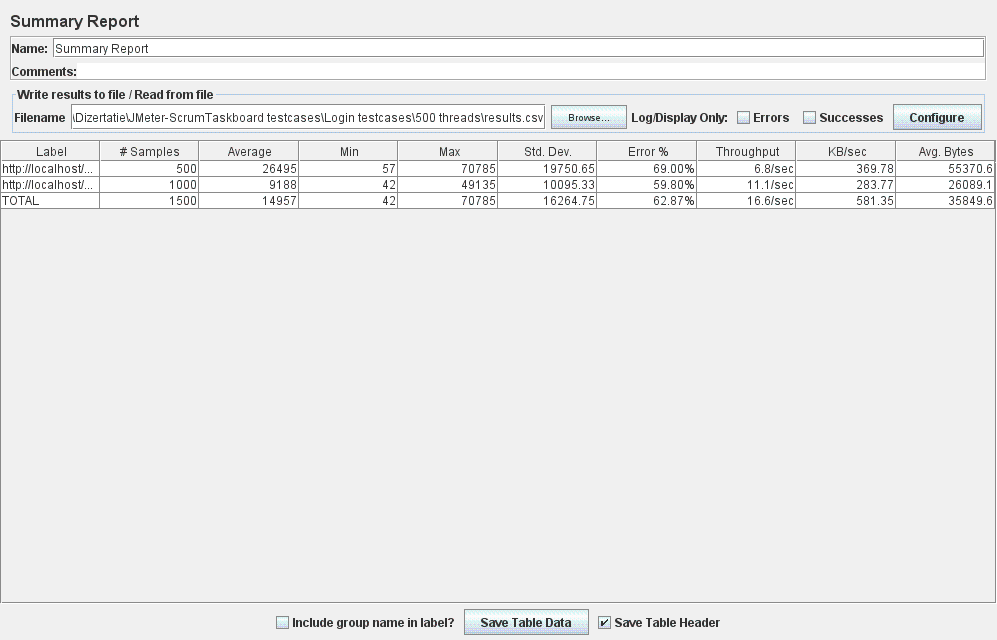 Summary Report
Name: Summary Report
Comments:
Write results to file / Read from file
Filename \Dizertatie\JMeter-ScrumTaskboard testcases\Login testcases\500 threads\results.csv Browse... Log/Display Only: Errors Successes Configure
Label # Samples Average Min Max Std. Dev. Error % Throughput KB/sec Avg. Bytes
http://localhost/... 500 26495 57 70785 19750.65 69.00% 6.8/sec 369.78 55370.6
http://localhost/... 1000 9188 42 49135 10095.33 59.80% 11.1/sec 283.77 26089.1
TOTAL 1500 14957 42 70785 16264.75 62.87% 16.6/sec 581.35 35849.6
Include group name in label? Save Table Data Save Table Header